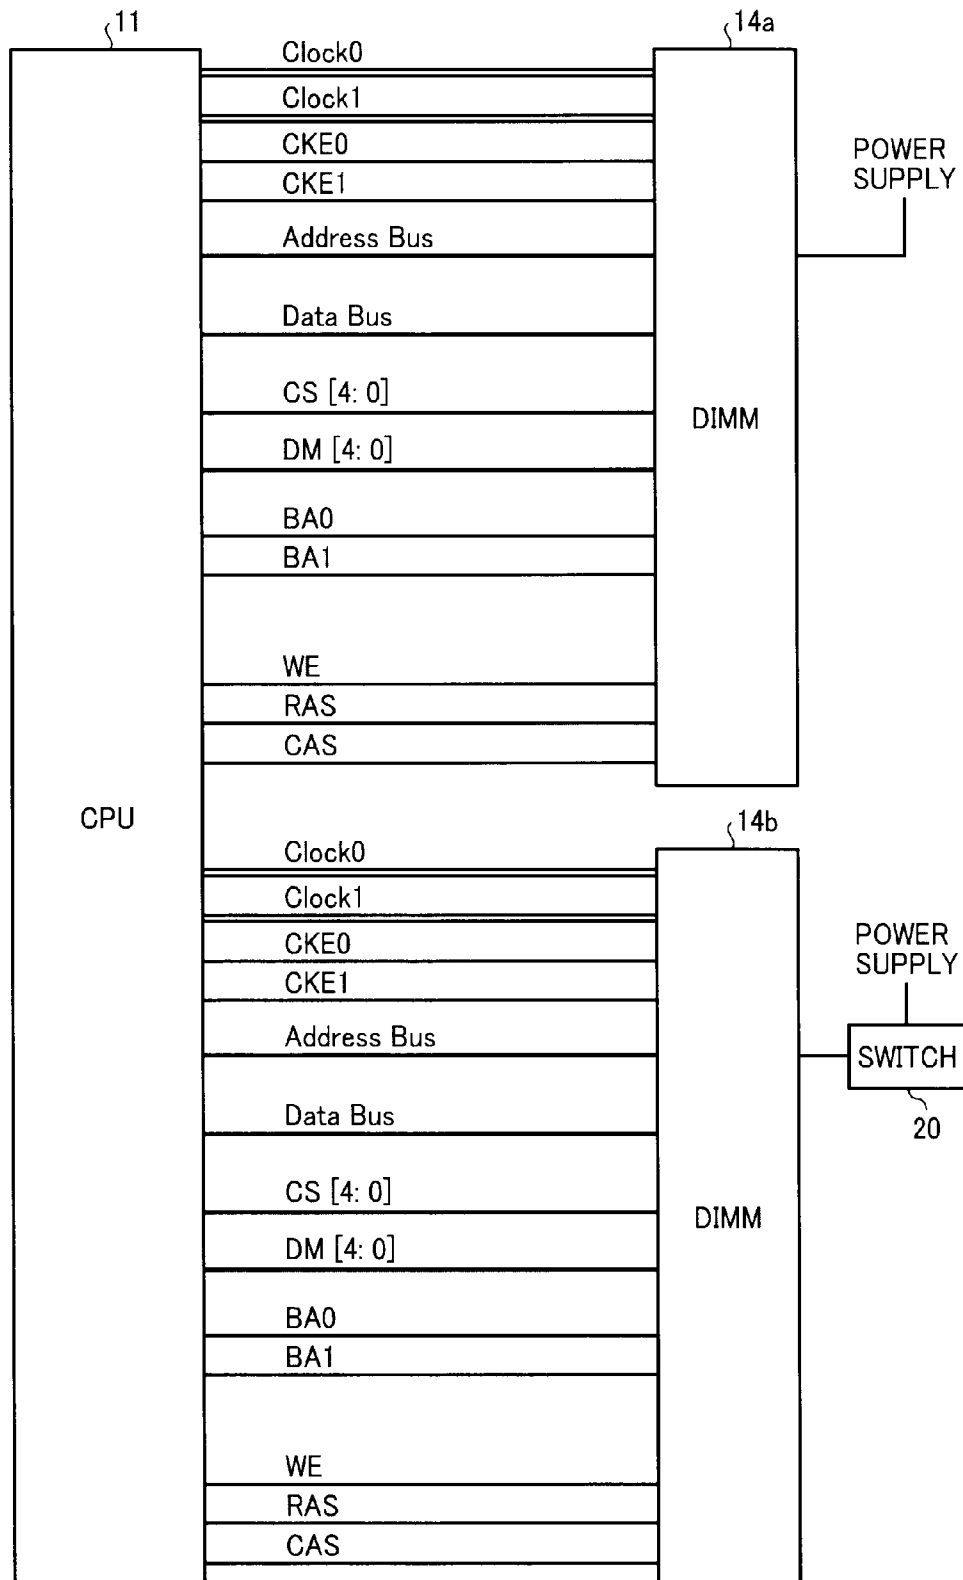 11
14a
Clock0
Clock1
CKE0
CKE1
POWER
SUPPLY
Address Bus
Data Bus
CS [4: 0]
DIMM
DM [4: 0]
BA0
BA1
WE
RAS
CAS
CPU
14b
Clock0
Clock1
CKE0
POWER
SUPPLY
CKE1
Address Bus
SWITCH
20
Data Bus
CS [4: 0]
DIMM
DM [4: 0]
BA0
BA1
WE
RAS
CAS